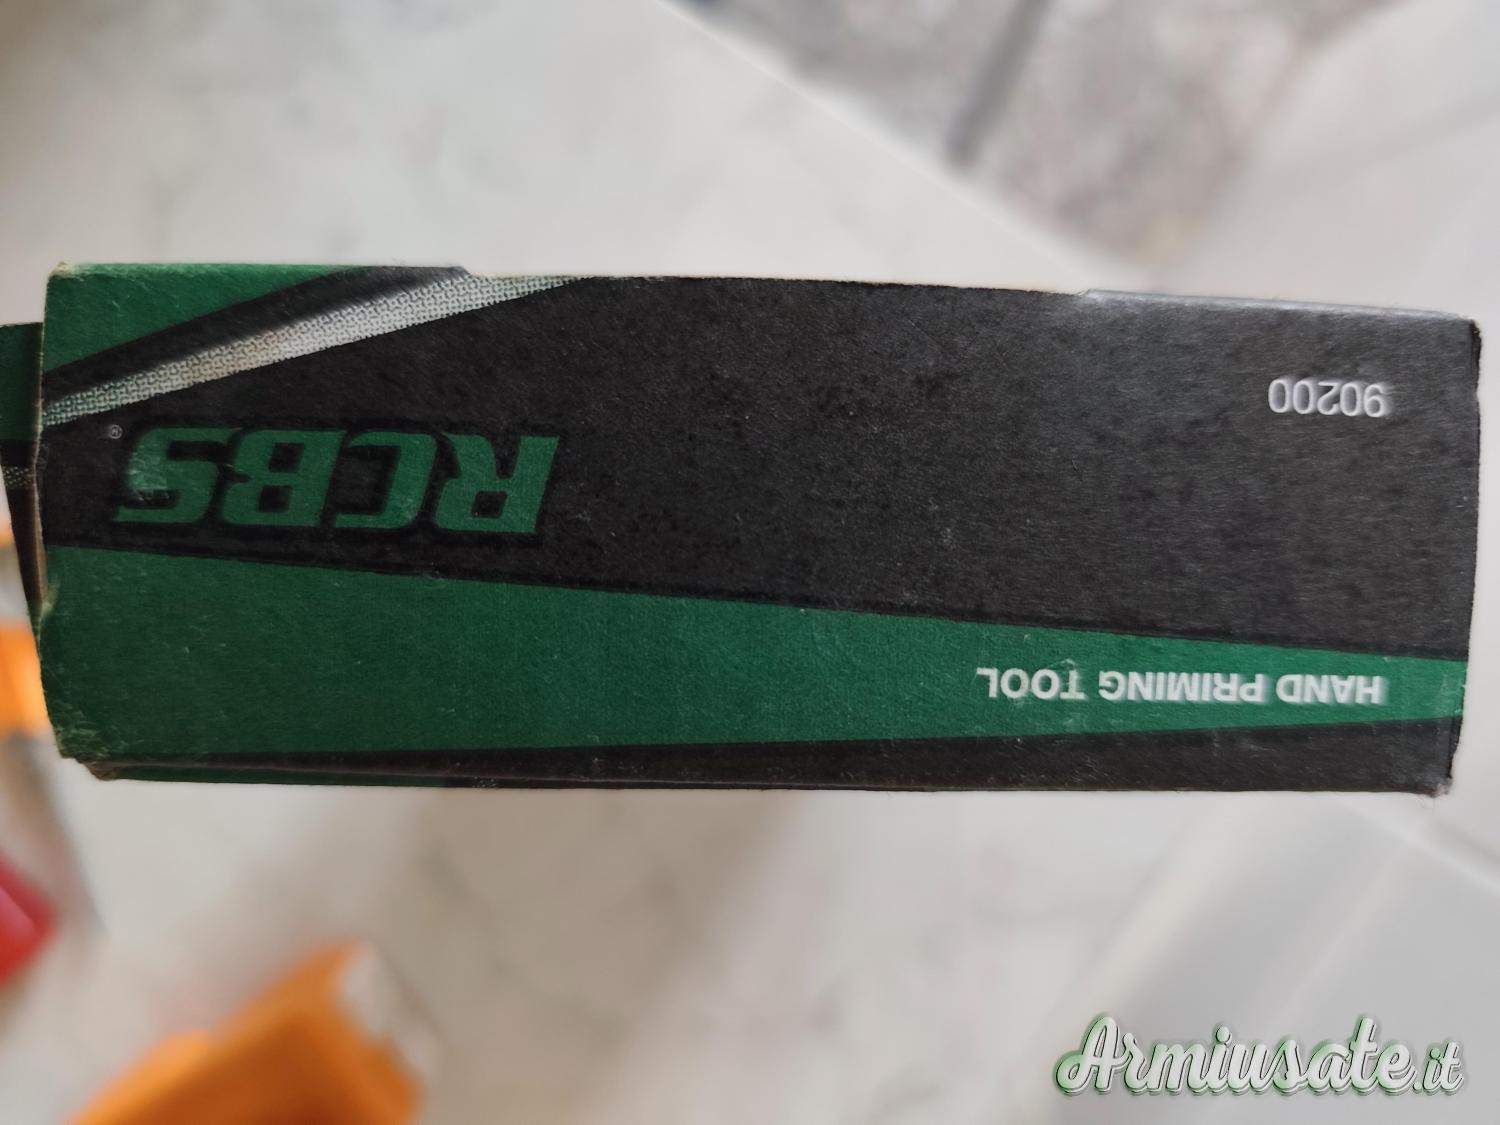 HAND PRIMING TOOL
RCBS®
90200
Armiusate.it